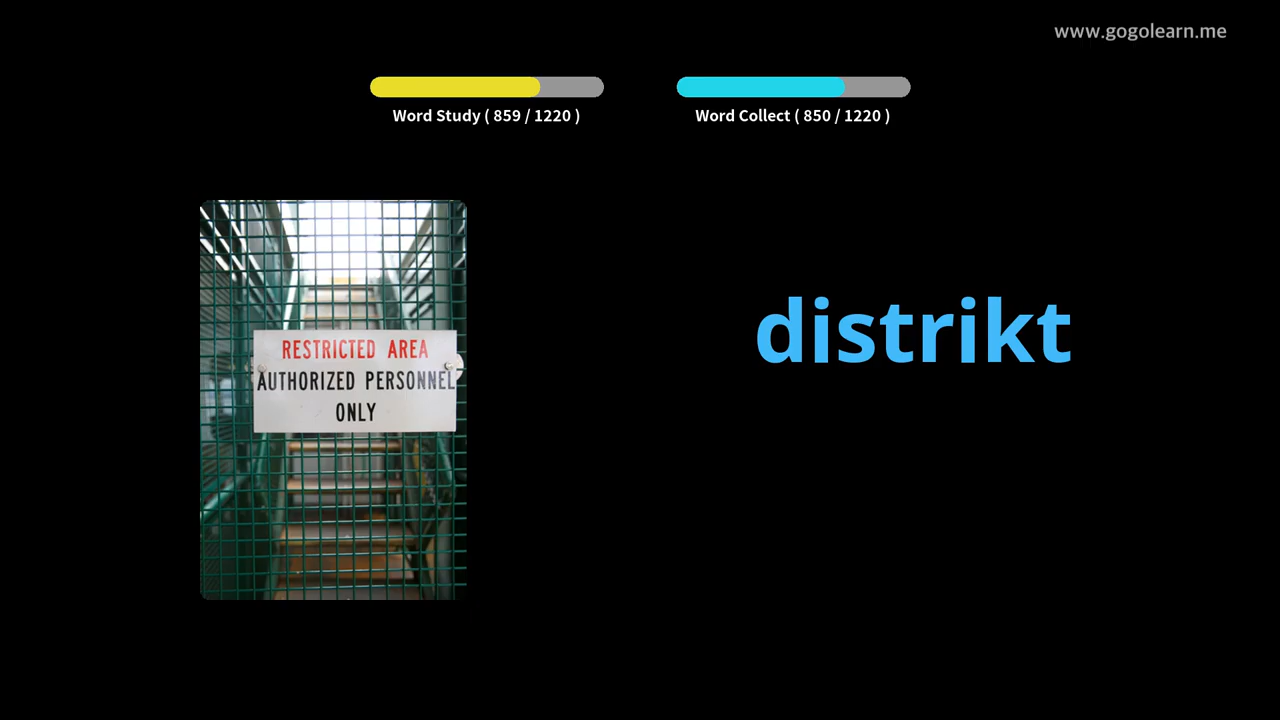 www.gogolearn.me
Word Study ( 859 / 1220 )
Word Collect ( 850 / 1220 )
RESTRICTED AREA
AUTHORIZED PERSONNEL
ONLY
distrikt